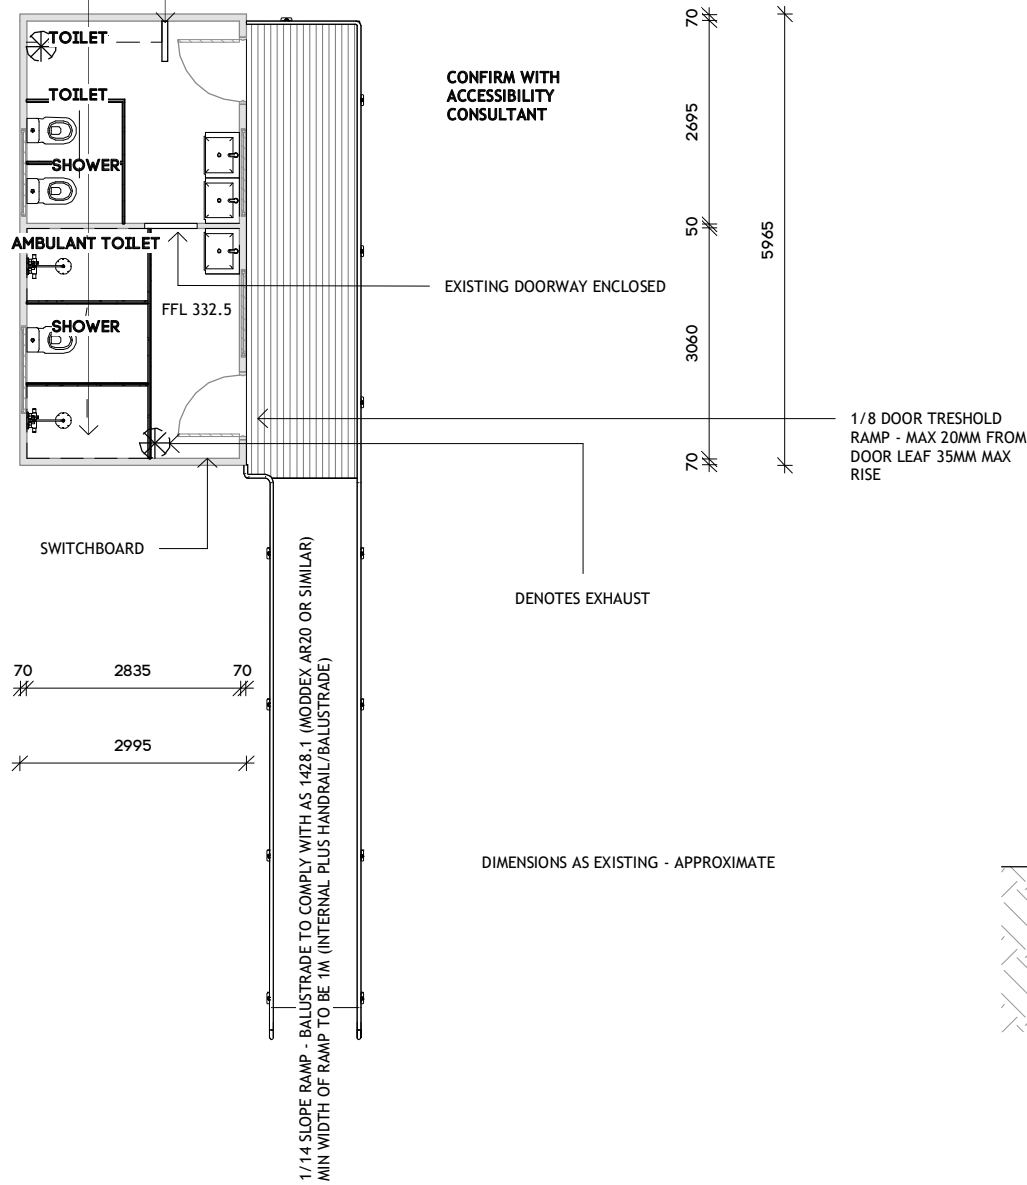 TOILET
TOILET
SHOWER
AMBULANT TOILET
FFL 332.5
SHOWER
CONFIRM WITH
ACCESSIBILITY
CONSULTANT
EXISTING DOORWAY ENCLOSED
70
2695
50
5965
3060
70
1/8 DOOR TRESHOLD
RAMP - MAX 20MM FROM
DOOR LEAF 35MM MAX
RISE
SWITCHBOARD
DENOTES EXHAUST
70
2835
70
2995
1/14 SLOPE RAMP - BALUSTRADE TO COMPLY WITH AS 1428.1 (MODDEX AR20 OR SIMILAR)
MIN WIDTH OF RAMP TO BE 1M (INTERNAL PLUS HANDRAIL/BALUSTRADE)
DIMENSIONS AS EXISTING - APPROXIMATE